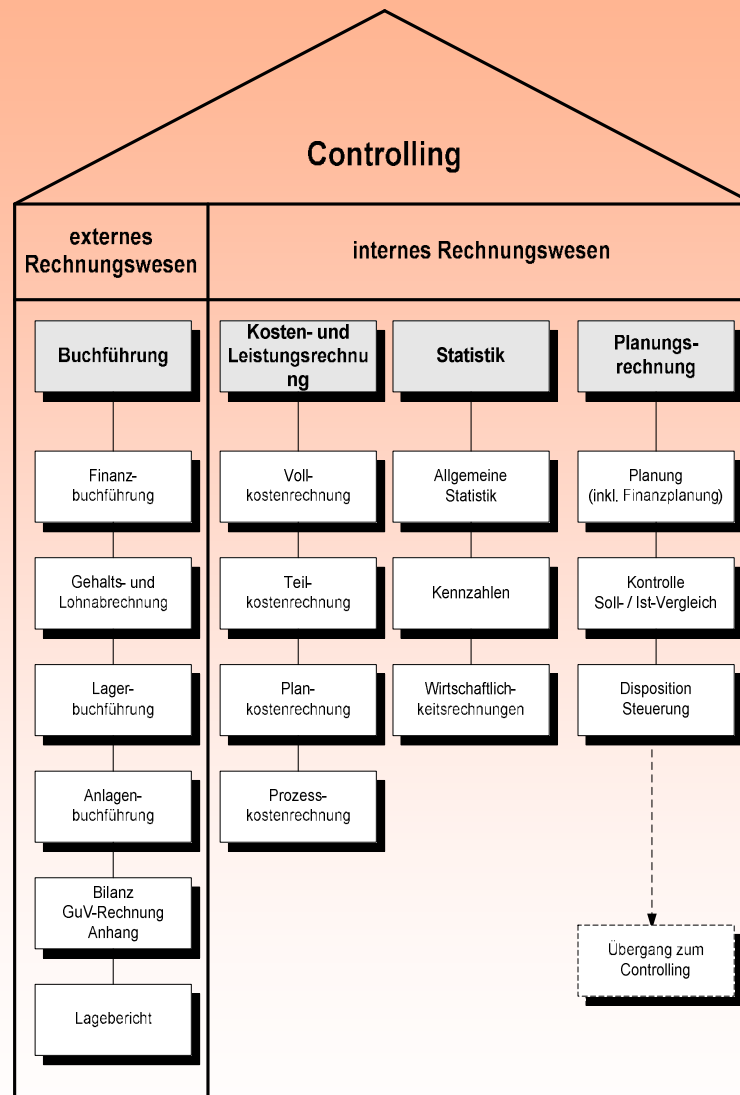 Controlling
externes
Rechnungswesen
internes Rechnungswesen
Buchführung
Finanz-
buchführung
Gehalts- und
Lohnabrechnung
Lager-
buchführung
Anlagen-
buchführung
Bilanz
GuV-Rechnung
Anhang
Lagebericht
Kosten- und
Leistungsrechnu
ng
Voll-
kostenrechnung
Teil-
kostenrechnung
Plan-
kostenrechnung
Prozess-
kostenrechnung
Statistik
Allgemeine
Statistik
Kennzahlen
Wirtschaftlich-
keitsrechnungen
Planungs-
rechnung
Planung
(inkl. Finanzplanung)
Kontrolle
Soll- / Ist-Vergleich
Disposition
Steuerung
Übergang zum
Controlling